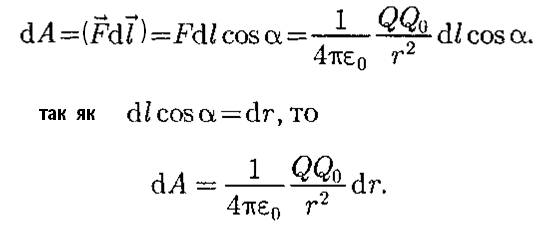 dA=(F⃗dl⃗)=Fdl cos α= 1/4πε₀ QQ₀/r² dl cos α.
так як dl cos α=dr, то
dA = 1/4πε₀ QQ₀/r² dr.